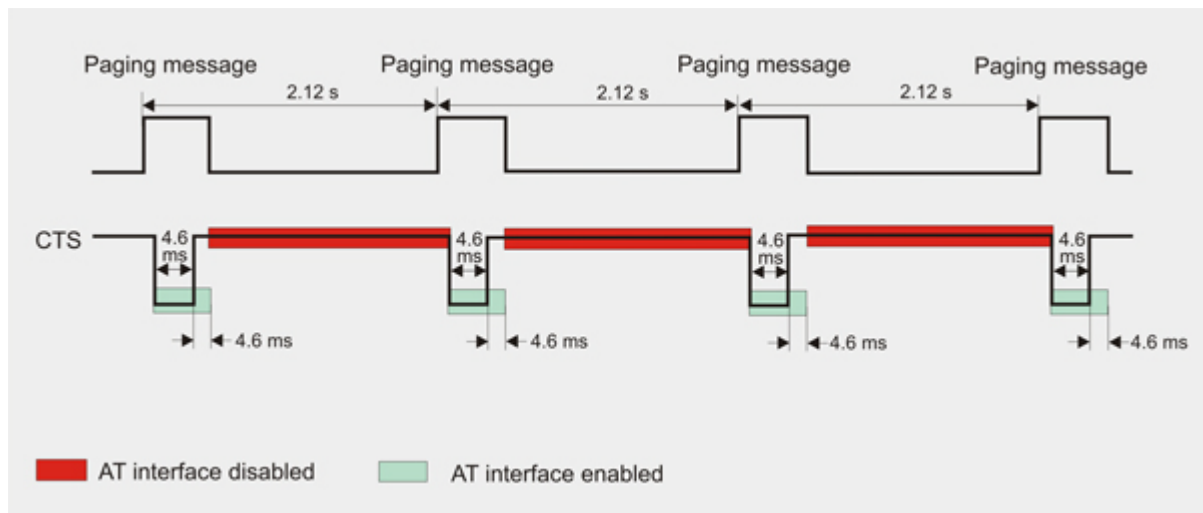 Paging message Paging message Paging message Paging message
2.12 s 2.12 s 2.12 s
CTS
4.6 4.6 4.6 4.6
ms ms ms ms
4.6 ms 4.6 ms 4.6 ms 4.6 ms
AT interface disabled AT interface enabled